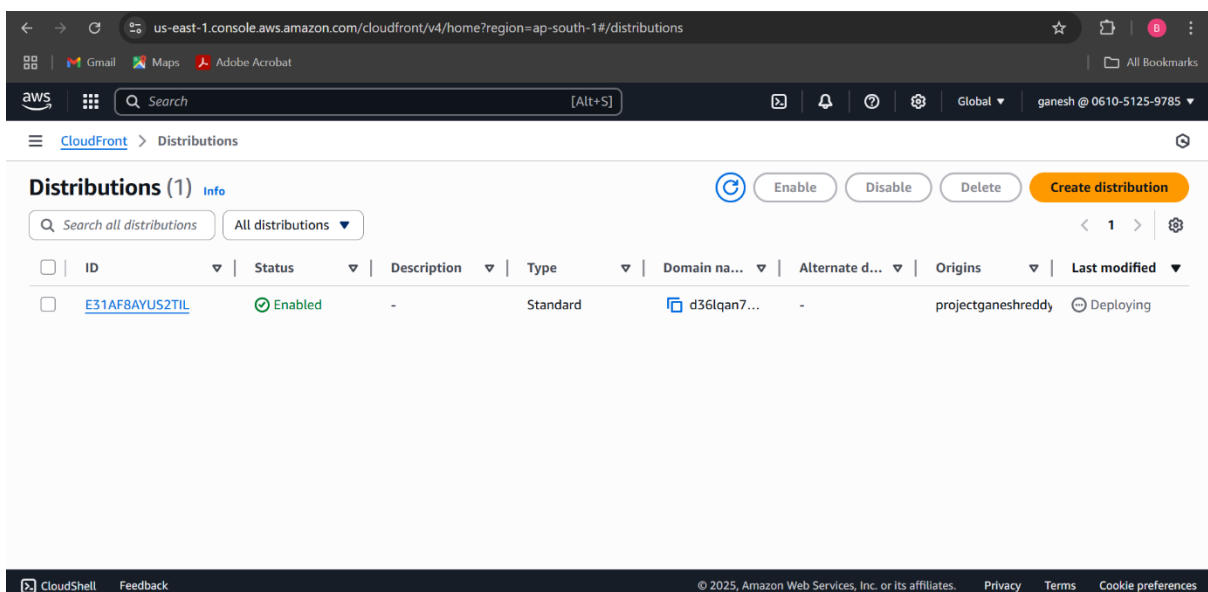 us-east-1.console.aws.amazon.com/cloudfront/v4/home?region=ap-south-1#/distributions B
Gmail Maps Adobe Acrobat All Bookmarks
aws Search [Alt+S] Global ganesh @ 0610-5125-9785
CloudFront > Distributions
Distributions (1) Info Enable Disable Delete Create distribution
Search all distributions All distributions < 1 >
ID Status Description Type Domain na... Alternate d... Origins Last modified
E31AF8AYUS2TIL Enabled - Standard d36lqan7... - projectganeshreddy Deploying
CloudShell Feedback © 2025, Amazon Web Services, Inc. or its affiliates. Privacy Terms Cookie preferences